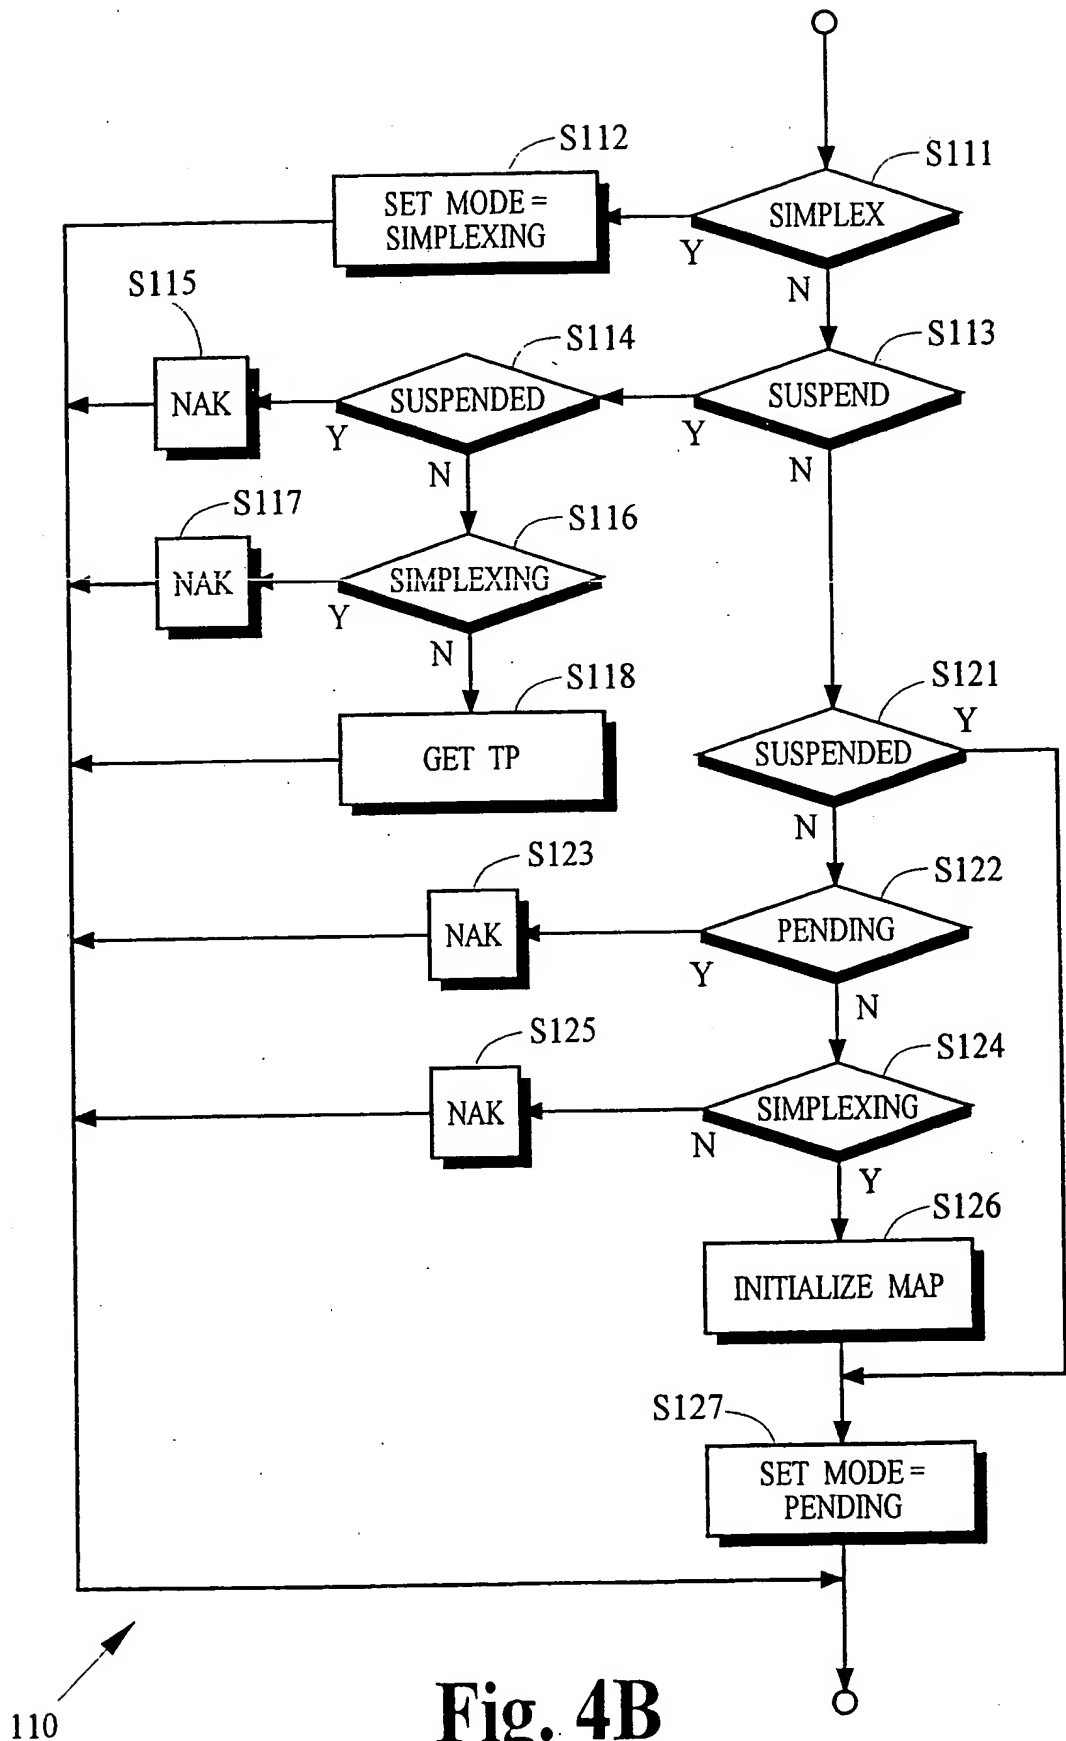 S112
S111
SET MODE =
SIMPLEXING
SIMPLEX
Y
N
S115
S114
S113
NAK
SUSPENDED
SUSPEND
Y
Y
N
N
S117
S116
NAK
SIMPLEXING
Y
N
S118
S121
GET TP
Y
SUSPENDED
N
S123
S122
NAK
PENDING
Y
N
S125
S124
NAK
SIMPLEXING
N
Y
S126
INITIALIZE MAP
S127
SET MODE =
PENDING
110
Fig. 4B